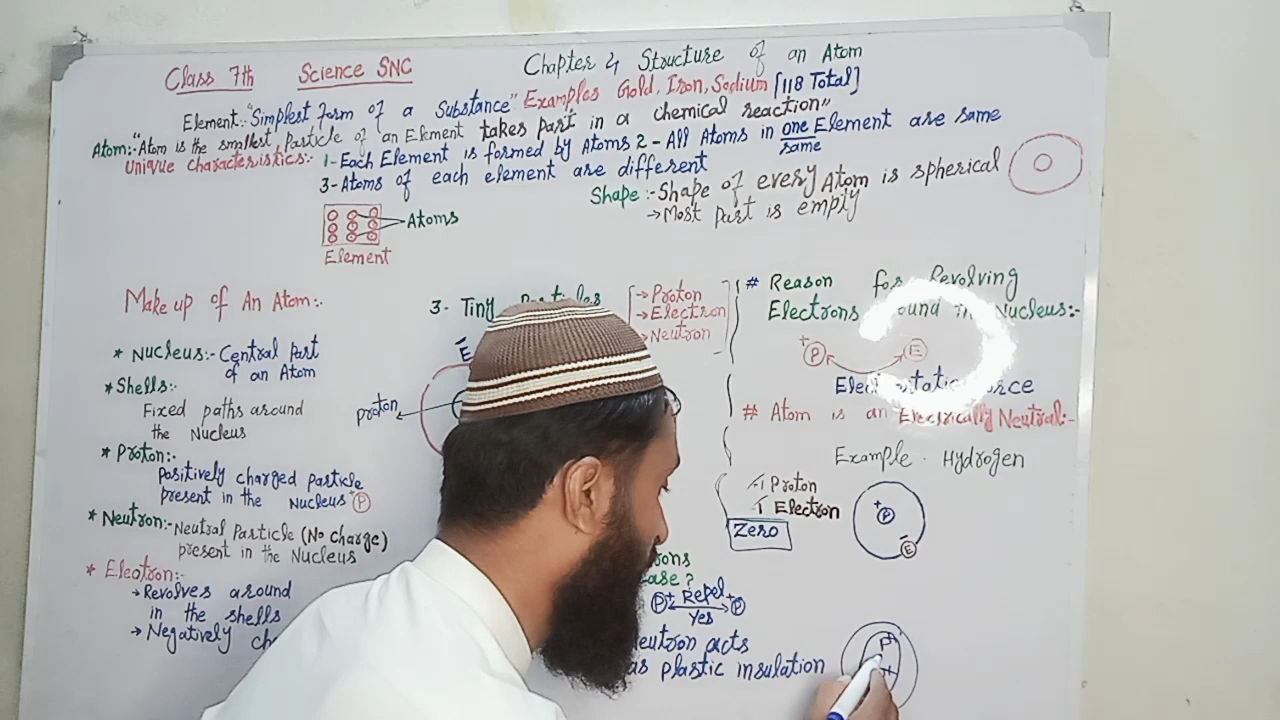 Class 7th Science SNC Chapter 4 Structure of an Atom
Element:- "Simplest form of a Substance" Examples Gold, Iron, Sodium [118 Total]
Atom:- "Atom is the smallest Particle of an Element takes part in a chemical reaction"
Unique characteristics:- 1- Each Element is formed by Atoms 2- All Atoms in one Element are same
same
3- Atoms of each element are different
Shape:- Shape of every Atom is spherical
→ Most part is empty
Atoms
Element
Make up of An Atom:-
* Nucleus:- Central Part
of an Atom
* Shells:-
Fixed paths around
the Nucleus
* Proton:-
Positively charged particle
present in the Nucleus P
* Neutron:- Neutral Particle (No charge)
present in the Nucleus
* Electron:-
→ Revolves around
in the shells
→ Negatively
3- Tiny
→ Proton
→ Electron
→ Neutron
E
proton
# Reason for Revolving
Electrons Nucleus:-
+ P E
# Atom is an Electrically Neutral:-
Example. Hydrogen
1 Proton
1 Electron
Zero
+ P
E
P + Repel + P
Yes
acts
as plastic insulation
P